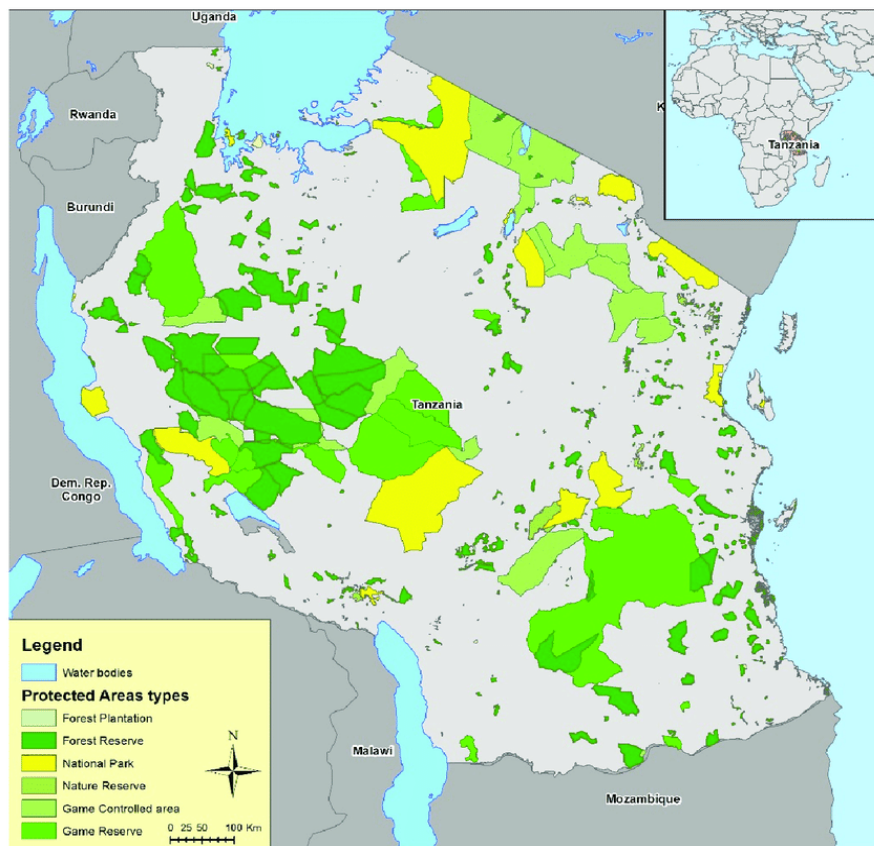 Uganda
Rwanda
K
Tanzania
Burundi
Tanzania
Dem. Rep.
Congo
Legend
Water bodies
Protected Areas types
Forest Plantation
Forest Reserve
National Park
Nature Reserve
Game Controlled area
Game Reserve
N
0 25 50 100 Km
Malawi
Mozambique